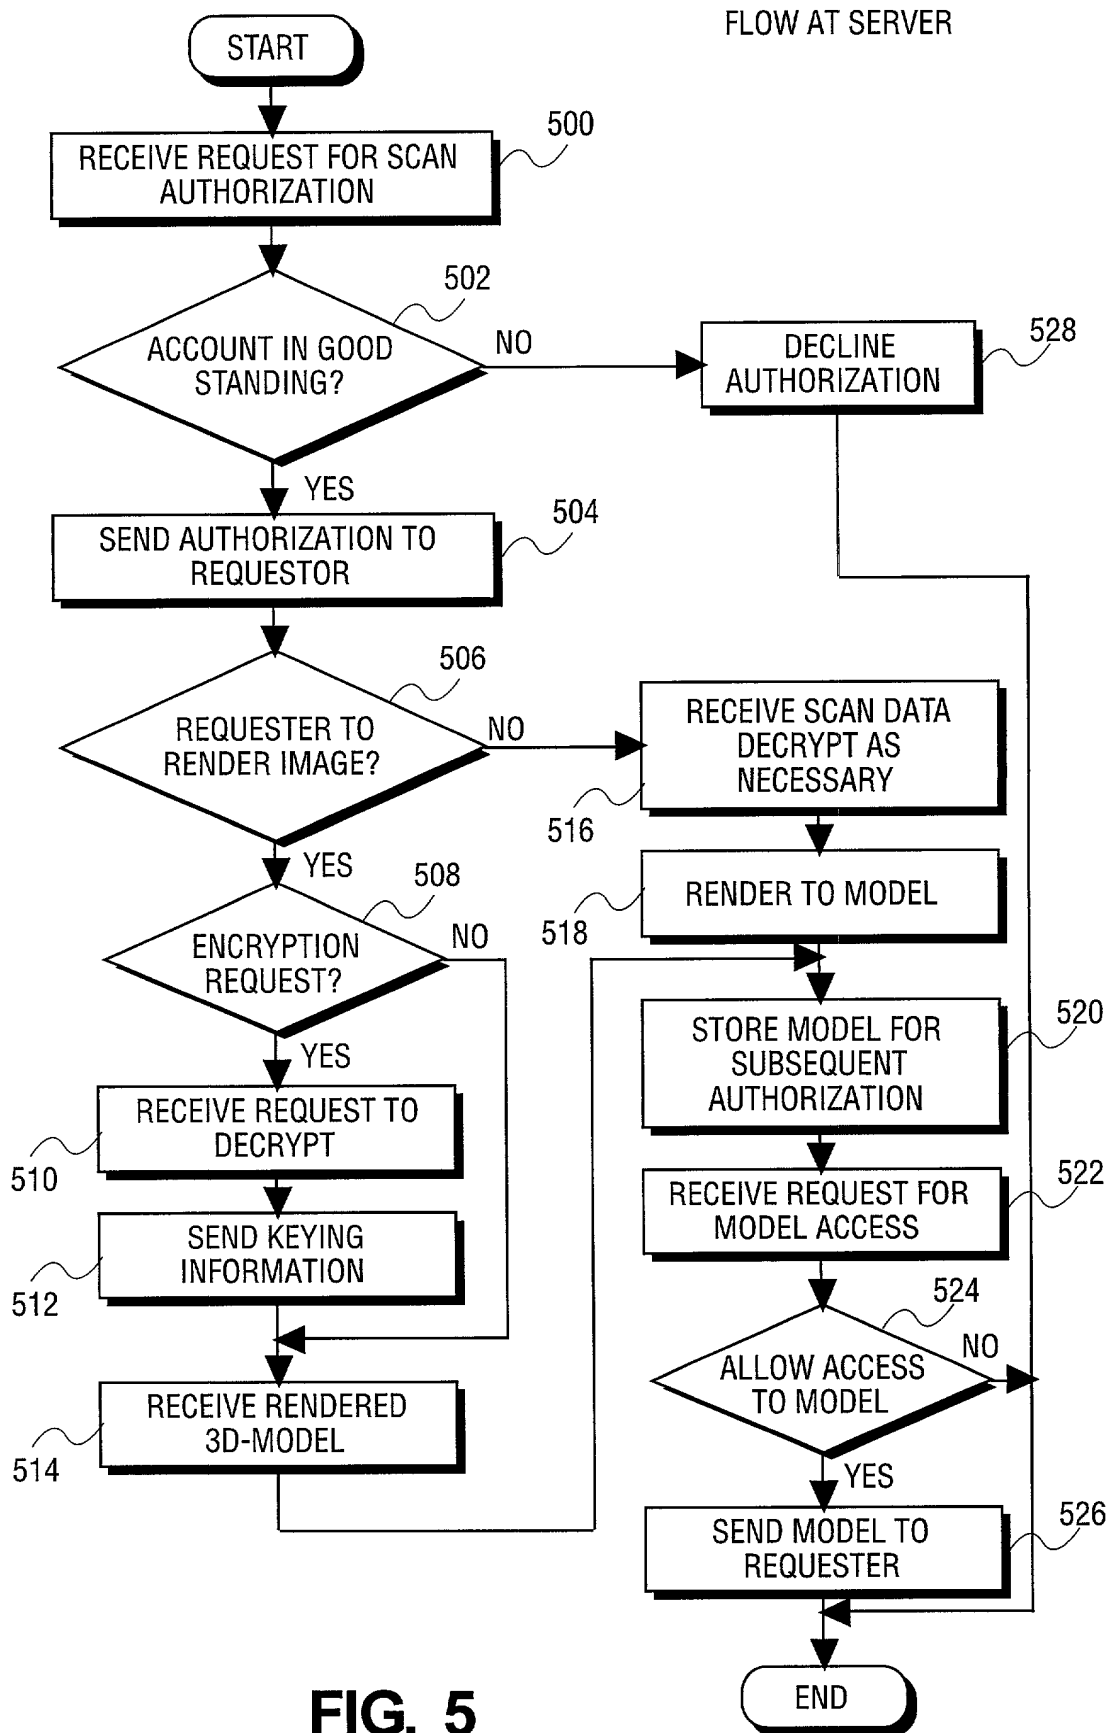 FLOW AT SERVER
START
500
RECEIVE REQUEST FOR SCAN
AUTHORIZATION
502
ACCOUNT IN GOOD
STANDING?
NO
528
DECLINE
AUTHORIZATION
YES
504
SEND AUTHORIZATION TO
REQUESTOR
506
REQUESTER TO
RENDER IMAGE?
NO
RECEIVE SCAN DATA
DECRYPT AS
NECESSARY
516
YES
508
ENCRYPTION
REQUEST?
NO
RENDER TO MODEL
518
YES
520
STORE MODEL FOR
SUBSEQUENT
AUTHORIZATION
RECEIVE REQUEST TO
DECRYPT
510
522
RECEIVE REQUEST FOR
MODEL ACCESS
SEND KEYING
INFORMATION
512
524
ALLOW ACCESS
TO MODEL
NO
RECEIVE RENDERED
3D-MODEL
514
YES
526
SEND MODEL TO
REQUESTER
END
FIG. 5